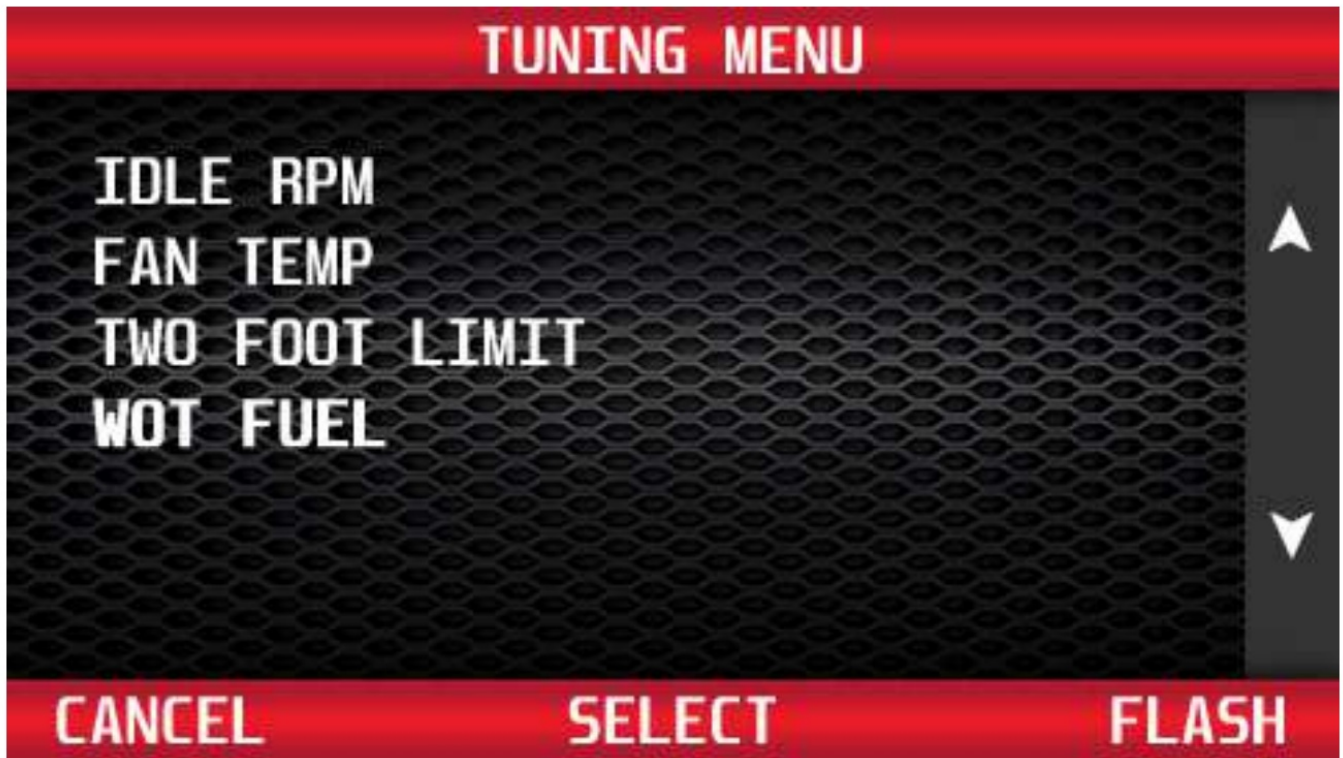 TUNING MENU
IDLE RPM
FAN TEMP
TWO FOOT LIMIT
WOT FUEL
CANCEL SELECT FLASH